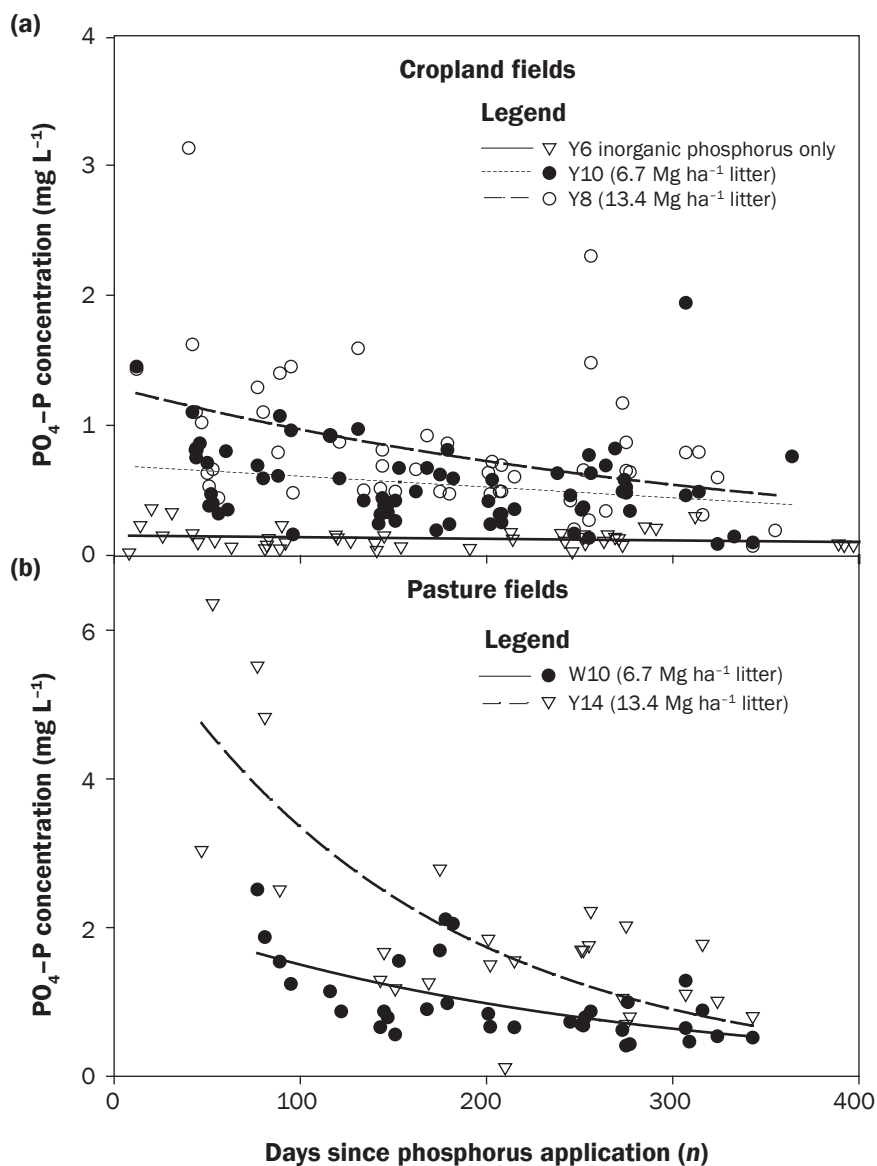 (a)
4
3
2
1
0
PO₄–P concentration (mg L⁻¹)
Cropland fields
Legend
Y6 inorganic phosphorus only
Y10 (6.7 Mg ha⁻¹ litter)
Y8 (13.4 Mg ha⁻¹ litter)
(b)
6
4
2
0
PO₄–P concentration (mg L⁻¹)
Pasture fields
Legend
W10 (6.7 Mg ha⁻¹ litter)
Y14 (13.4 Mg ha⁻¹ litter)
0 100 200 300 400
Days since phosphorus application (n)